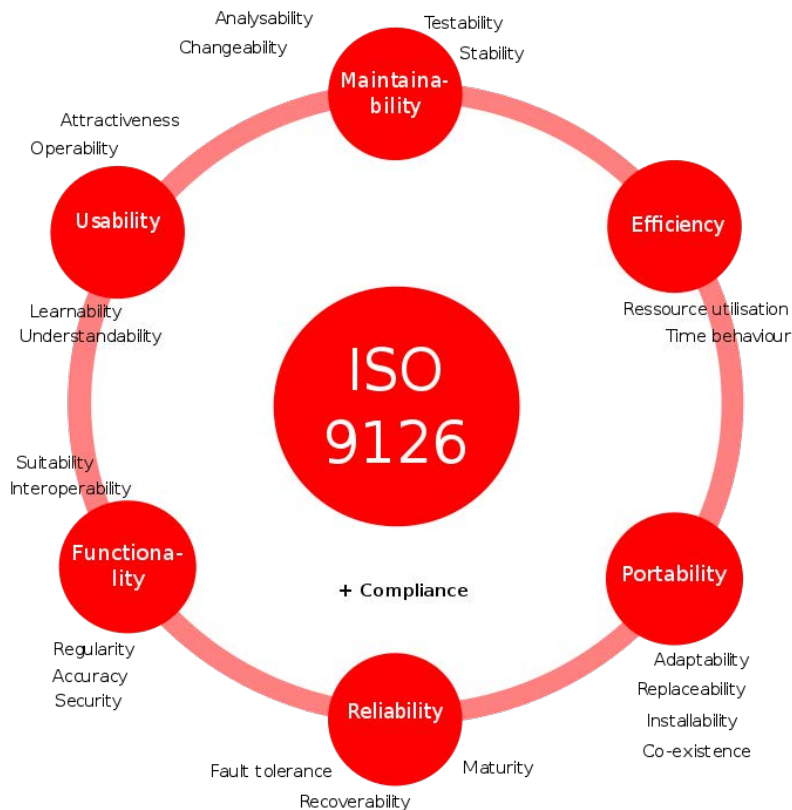 Analysability
Testability
Changeability
Stability
Maintaina-
bility
Attractiveness
Operability
Usability
Efficiency
Learnability
Understandability
Ressource utilisation
Time behaviour
ISO
9126
Suitability
Interoperability
Functiona-
lity
Portability
+ Compliance
Regularity
Accuracy
Security
Adaptability
Replaceability
Installability
Co-existence
Reliability
Fault tolerance
Maturity
Recoverability